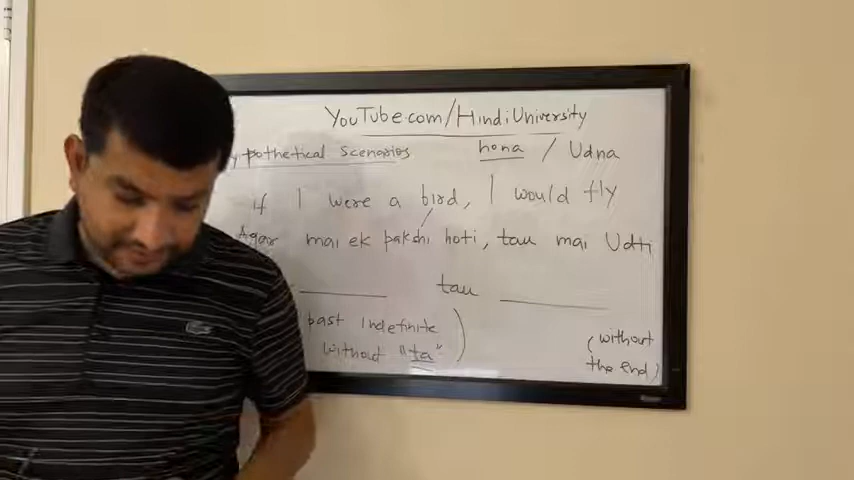 YouTube.com/HindiUniversity
ypothetical Scenarios hona / Udna
if I were a bird, I would fly
Agar mai ek pakshi hoti, tau mai Udti
tau
past indefinite
without "ta"
(without the end)